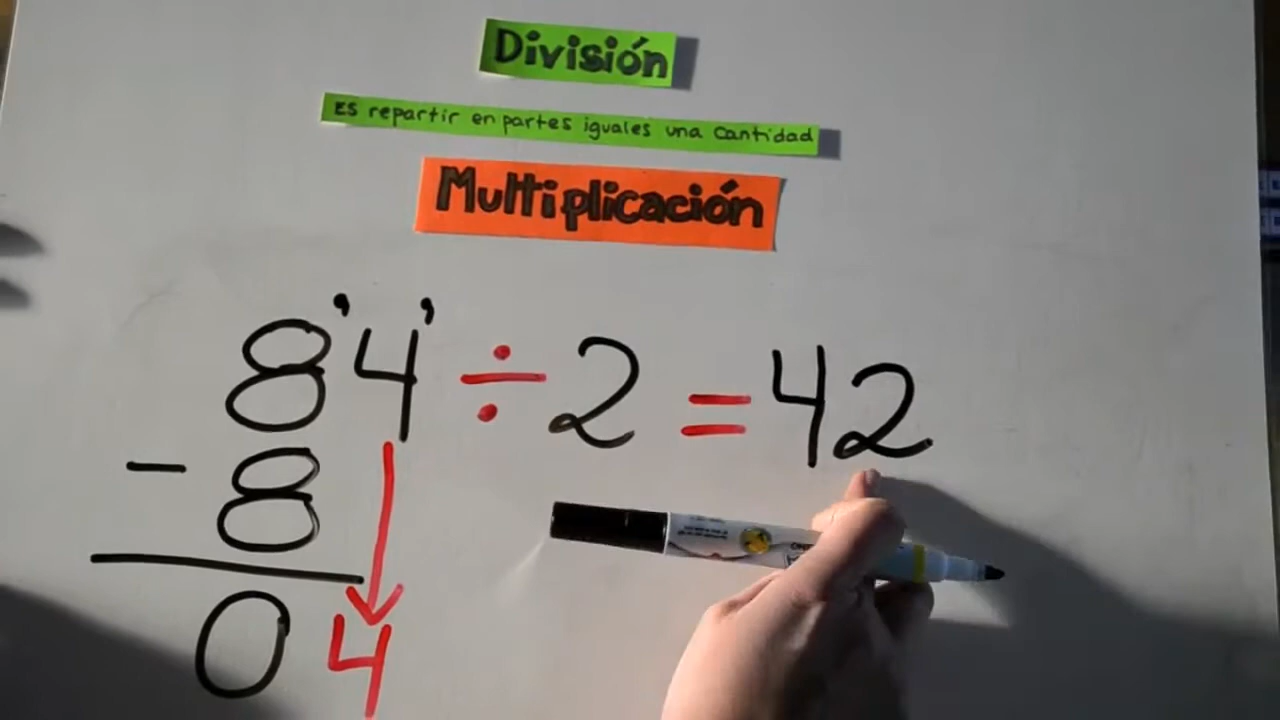 División
Es repartir en partes iguales una cantidad
Multiplicación
8'4' ÷ 2 = 42
- 8
0 4